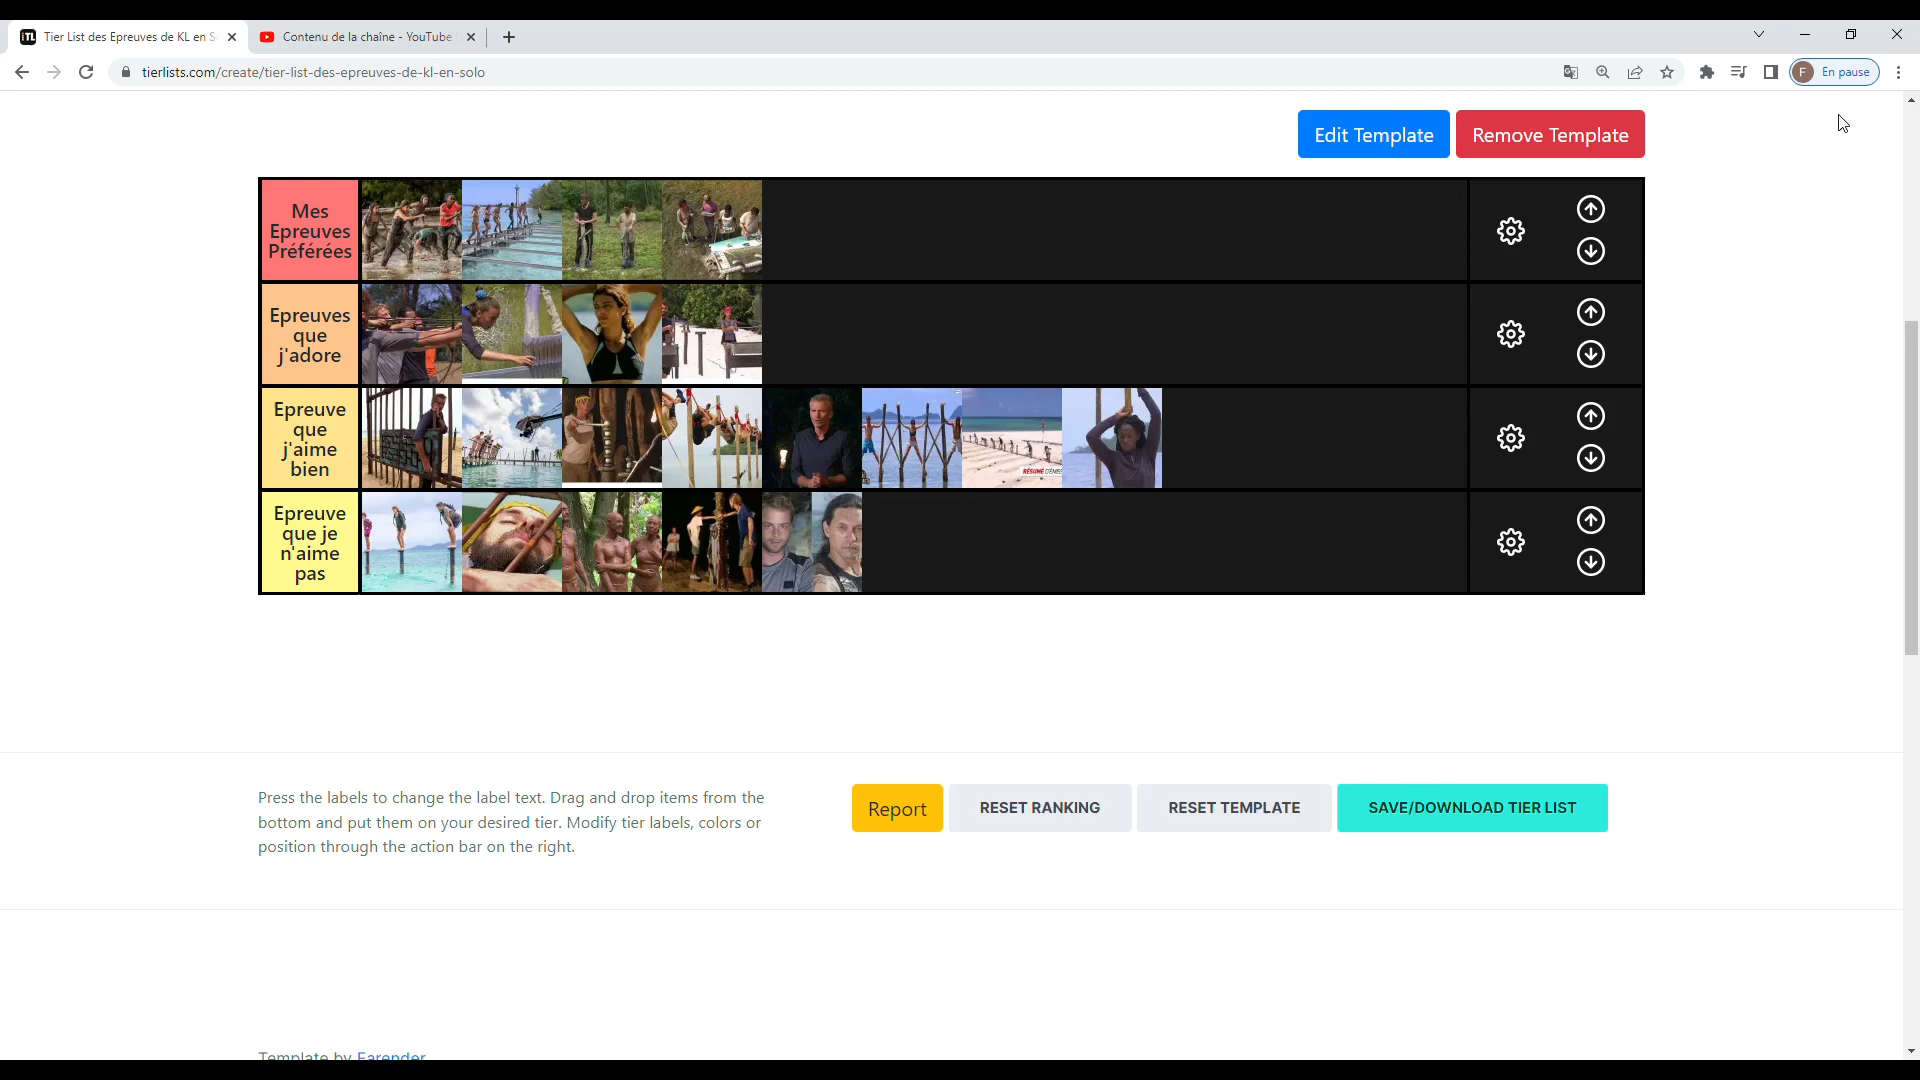 Tier List des Epreuves de KL en S
Contenu de la chaîne - YouTube
tierlists.com/create/tier-list-des-epreuves-de-kl-en-solo
F
En pause
Edit Template
Remove Template
Mes
Epreuves
Préférées
Epreuves
que
j'adore
Epreuve
que
j'aime
bien
RÉSUMÉ
Epreuve
que je
n'aime
pas
Press the labels to change the label text. Drag and drop items from the
bottom and put them on your desired tier. Modify tier labels, colors or
position through the action bar on the right.
Report
RESET RANKING
RESET TEMPLATE
SAVE/DOWNLOAD TIER LIST
Template by Earender